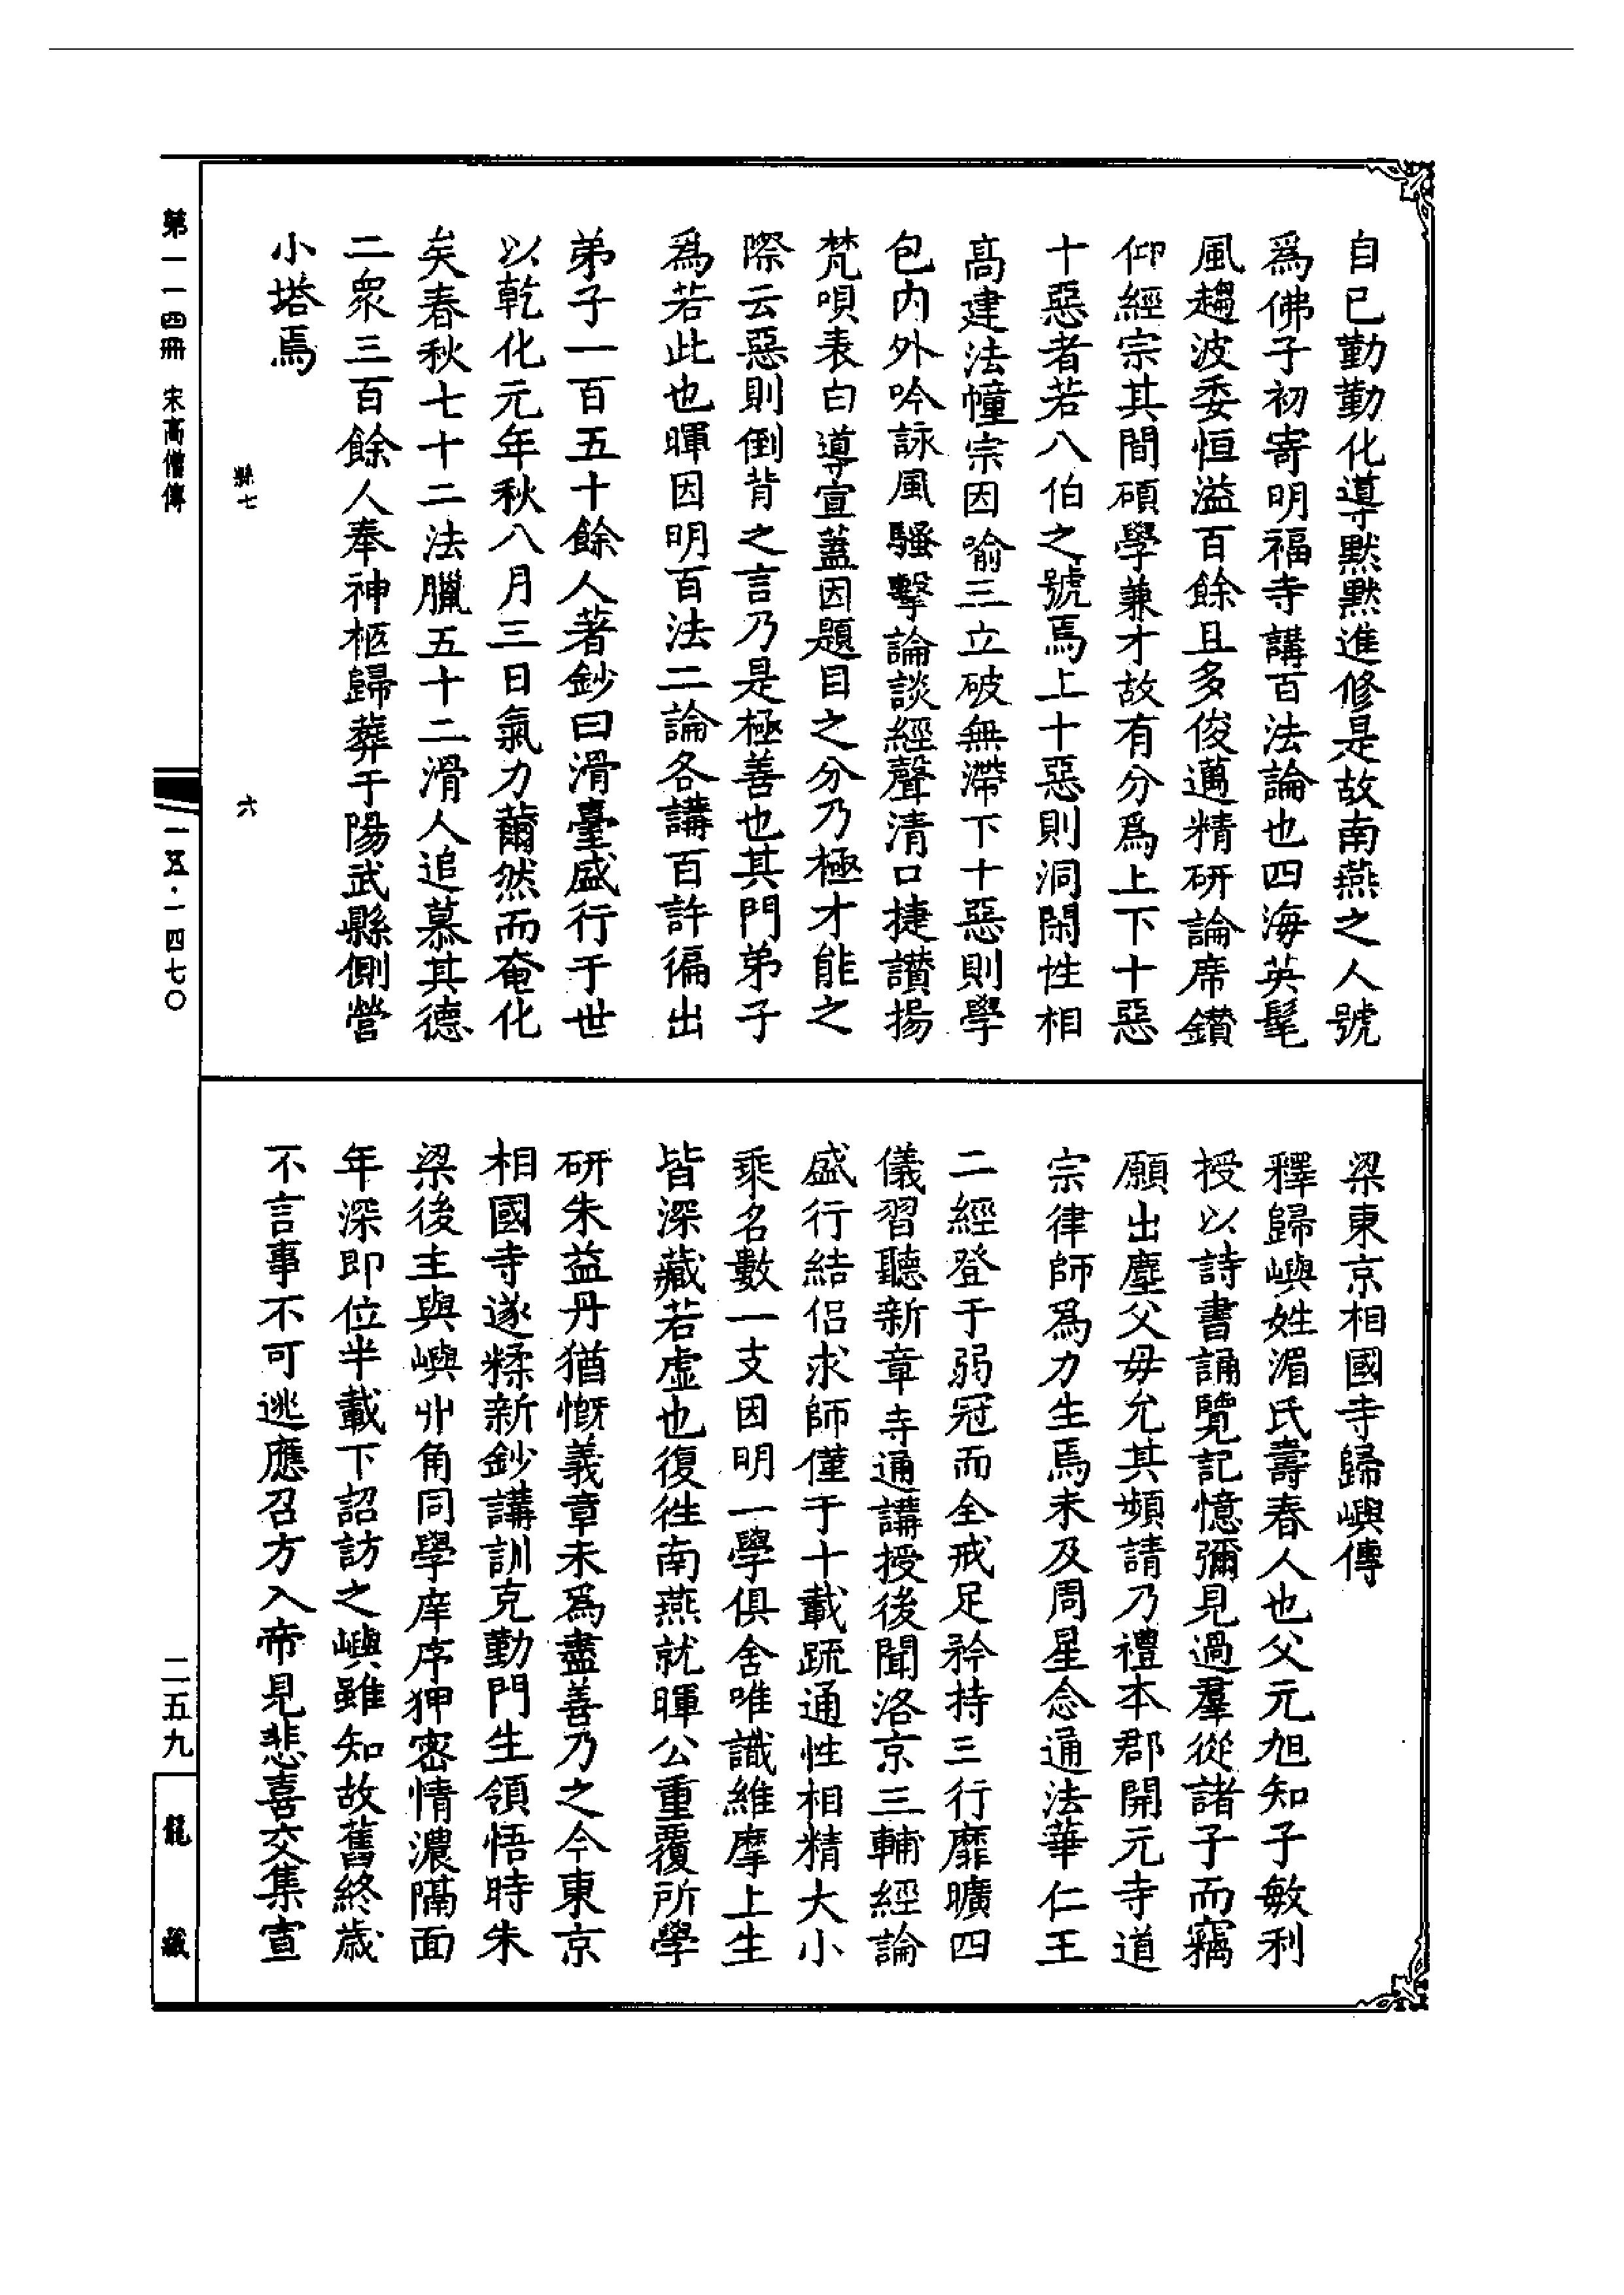 自已勤勤化導默默進修是故南燕之人號
爲佛子初寄明福寺講百法論也四海英髦
風趨波委恒溢百餘且多俊邁精研論席鑽
仰經宗其間碩學兼才故有分爲上下十惡
十惡者若八伯之號焉上十惡則洞閑性相
高建法幢宗因喻三立破無滯下十惡則學
包内外吟詠風騷擊論談經聲清口捷讚揚
梵唄表白導宣蓋因題目之分乃極才能之
際云惡則倒背之言乃是極善也其門弟子
爲若此也暉因明百法二論各講百許徧出
弟子一百五十餘人著鈔曰滑臺盛行于世
以乾化元年秋八月三日氣力薾然而奄化
矣春秋七十二法臘五十二滑人追慕其德
二衆三百餘人奉神柩歸葬于陽武縣側營
小塔焉
梁東京相國寺歸嶼傳
釋歸嶼姓湄氏壽春人也父元旭知子敏利
授以詩書誦覽記憶彌見過羣從諸子而竊
願出塵父母允其頻請乃禮本郡開元寺道
宗律師爲力生焉未及周星念通法華仁王
二經登于弱冠而全戒足矜持三行靡曠四
儀習聽新章寺通講授後聞洛京三輔經論
盛行結侣求師僅于十載疏通性相精大小
乘名數一支因明一學俱舍唯識維摩上生
皆深藏若虛也復徃南燕就暉公重覆所學
研朱益丹猶慨義章未爲盡善乃之今東京
相國寺遂糅新鈔講訓克勤門生領悟時朱
梁後主與嶼丱角同學庠序狎密情濃隔面
年深即位半載下詔訪之嶼雖知故舊終歲
不言事不可逃應召方入帝見悲喜交集宣
第一一四冊 宋高僧傳
縣七
六
一五五·一四七〇
二五九
龍藏